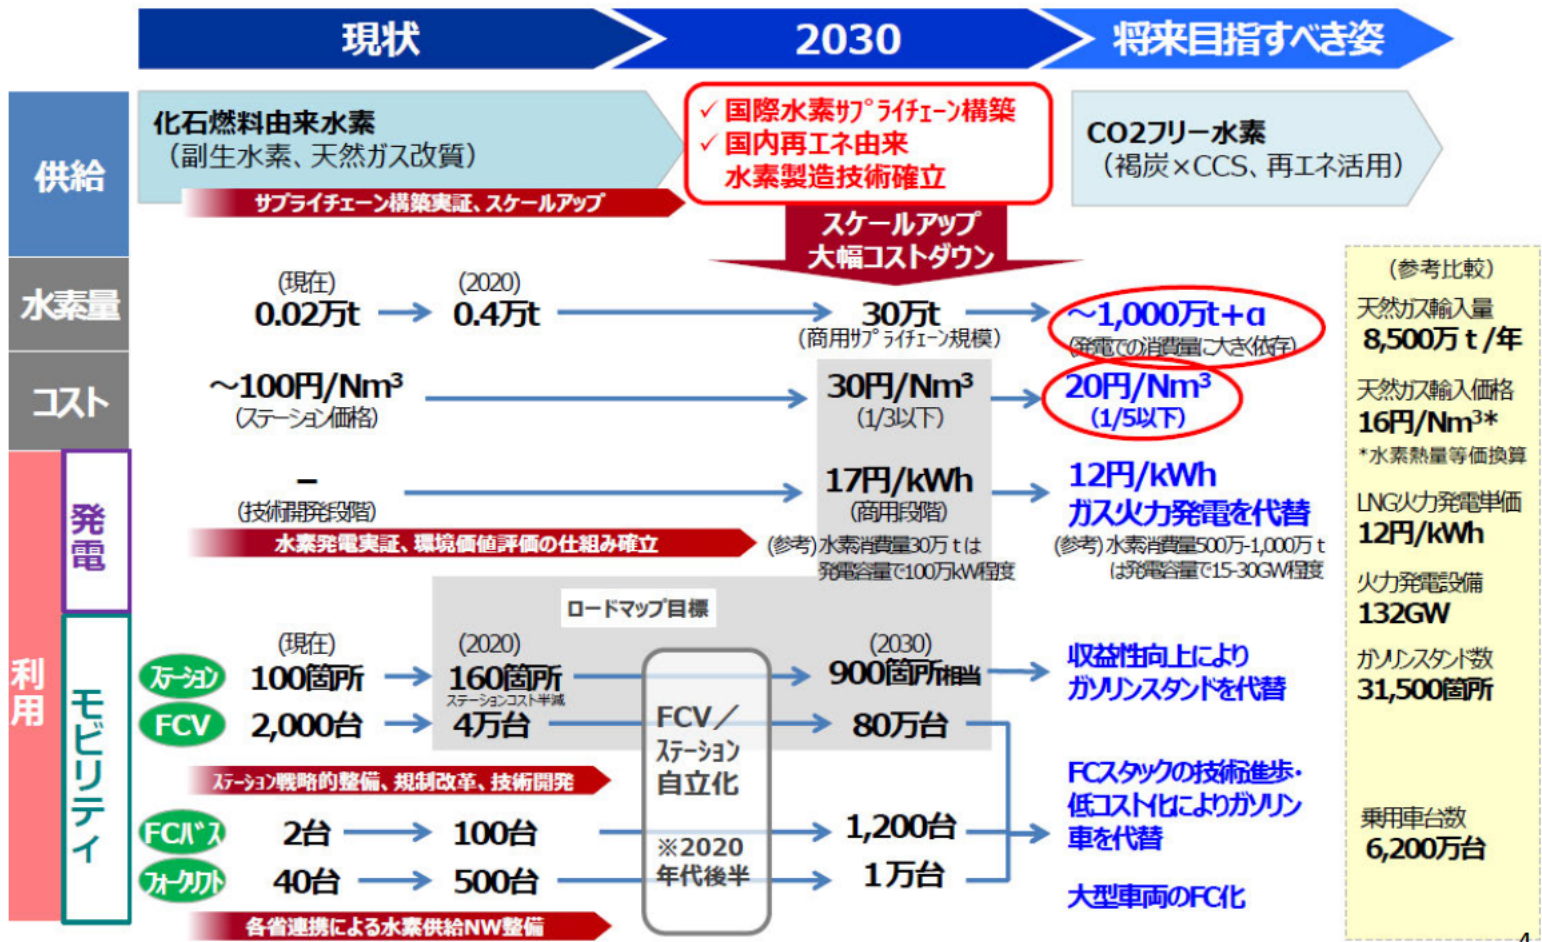 現状
2030
将来目指すべき姿
供給
化石燃料由来水素
（副生水素、天然ガス改質）
サプライチェーン構築実証、スケールアップ
✓ 国際水素ｻﾌﾟﾗｲﾁｪｰﾝ構築
✓ 国内再エネ由来
水素製造技術確立
CO2フリー水素
（褐炭×CCS、再エネ活用）
スケールアップ
大幅コストダウン
水素量
(現在)
0.02万t
(2020)
0.4万t
30万t
(商用ｻﾌﾟﾗｲﾁｪｰﾝ規模)
～1,000万t+α
(発電での消費量に大きく依存)
コスト
～100円/Nm³
(ステーション価格)
30円/Nm³
(1/3以下)
20円/Nm³
(1/5以下)
利用
発電
－
(技術開発段階)
水素発電実証、環境価値評価の仕組み確立
17円/kWh
(商用段階)
(参考) 水素消費量30万ｔは
発電容量で100万kW程度
12円/kWh
ガス火力発電を代替
(参考) 水素消費量500万-1,000万ｔ
は発電容量で15-30GW程度
モビリティ
ロードマップ目標
(現在)
(2020)
(2030)
ｽﾃｰｼｮﾝ
100箇所
160箇所
ステーションコスト半減
900箇所相当
収益性向上により
ガソリンスタンドを代替
FCV
2,000台
4万台
80万台
FCV／
ｽﾃｰｼｮﾝ
自立化
※2020
年代後半
ｽﾃｰｼｮﾝ戦略的整備、規制改革、技術開発
FCスタックの技術進歩・
低コスト化によりガソリン
車を代替
FCﾊﾞｽ
2台
100台
1,200台
ﾌｫｰｸﾘﾌﾄ
40台
500台
1万台
大型車両のFC化
各省連携による水素供給NW整備
(参考比較)
天然ガス輸入量
8,500万ｔ/年
天然ガス輸入価格
16円/Nm³*
*水素熱量等価換算
LNG火力発電単価
12円/kWh
火力発電設備
132GW
ガソリンスタンド数
31,500箇所
乗用車台数
6,200万台
4